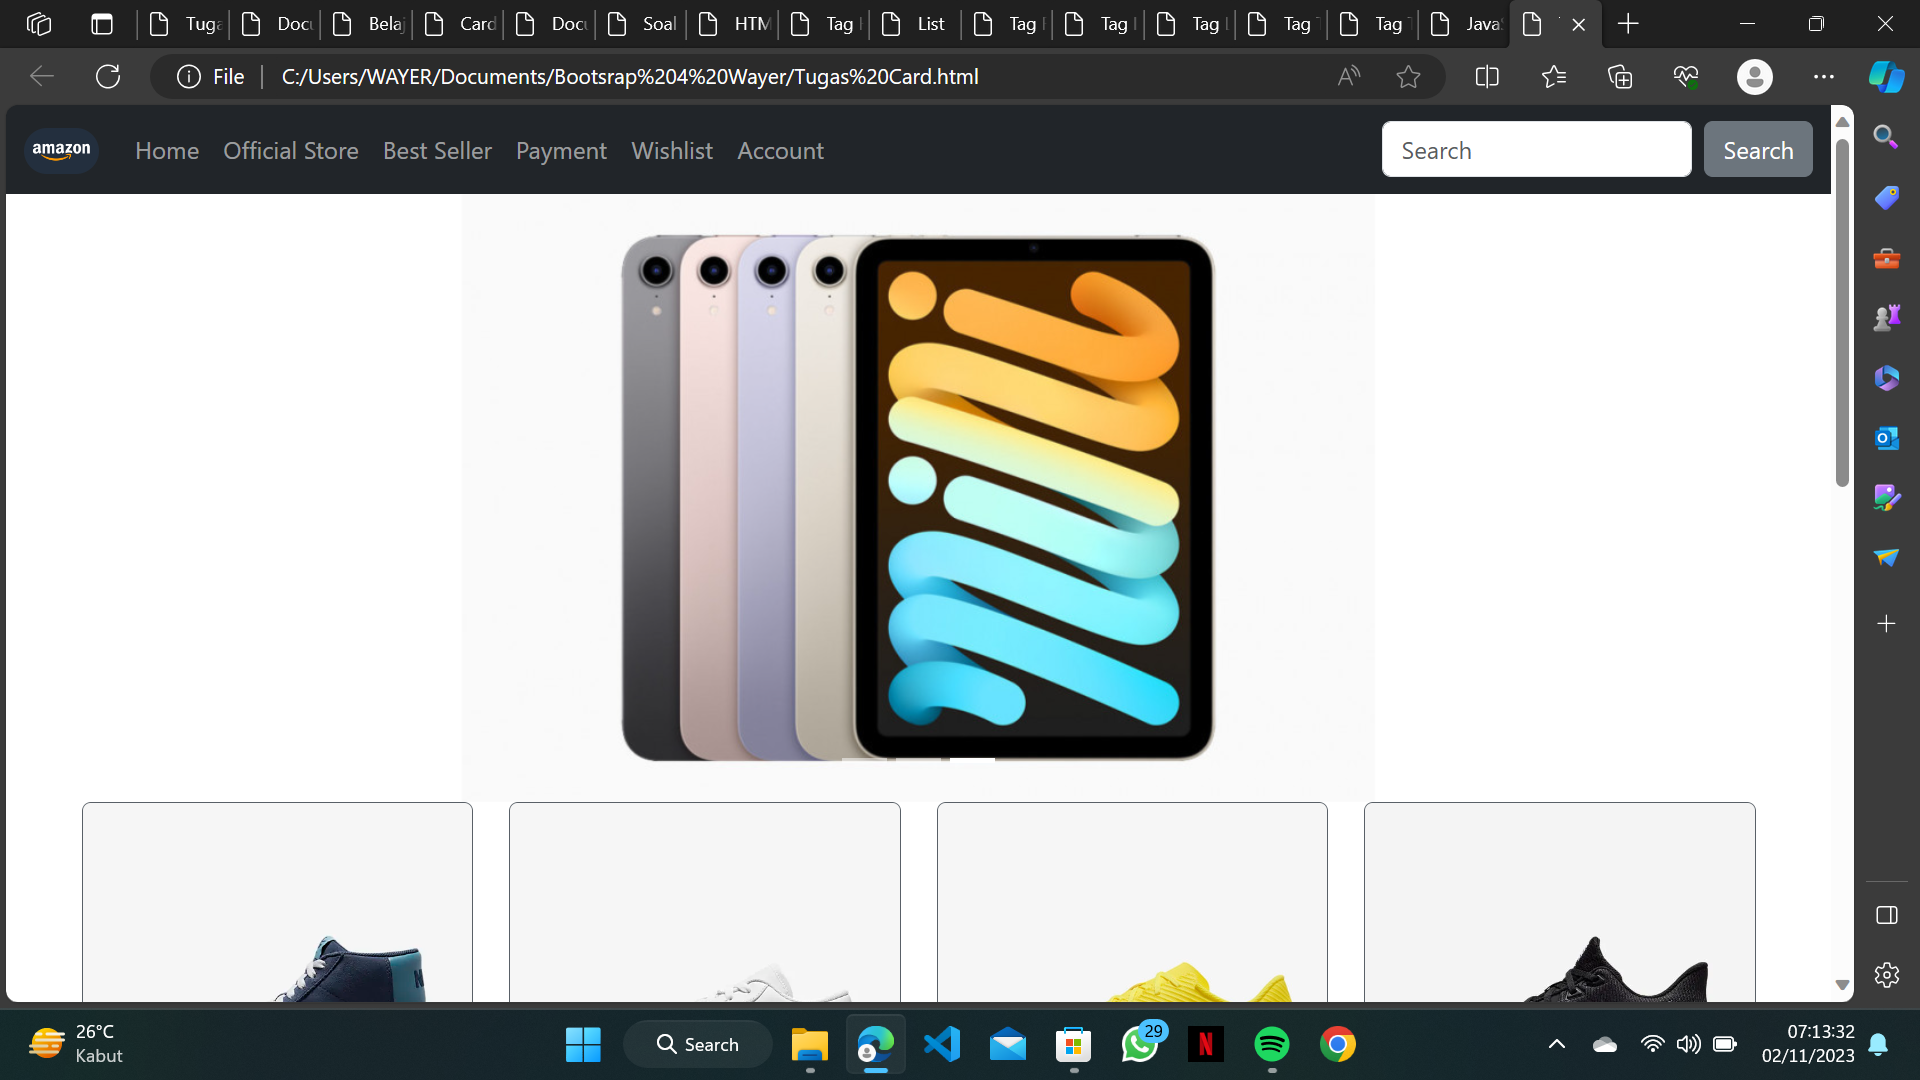 Tuga
Docu
Belaj
Card
Docu
Soal
HTM
Tag
List
Tag
Tag
Tag
Tag
Tag
Java
File
C:/Users/WAYER/Documents/Bootsrap%204%20Wayer/Tugas%20Card.html
amazon
Home
Official Store
Best Seller
Payment
Wishlist
Account
Search
Search
26°C
Kabut
Search
29
07:13:32
02/11/2023